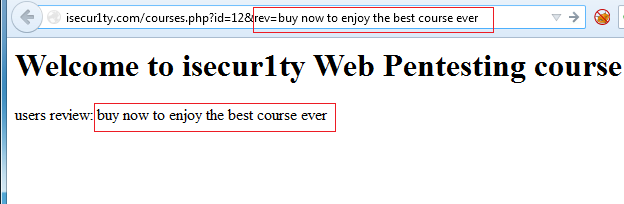 isecur1ty.com/courses.php?id=12&rev=buy now to enjoy the best course ever
Welcome to isecur1ty Web Pentesting course
users review: buy now to enjoy the best course ever